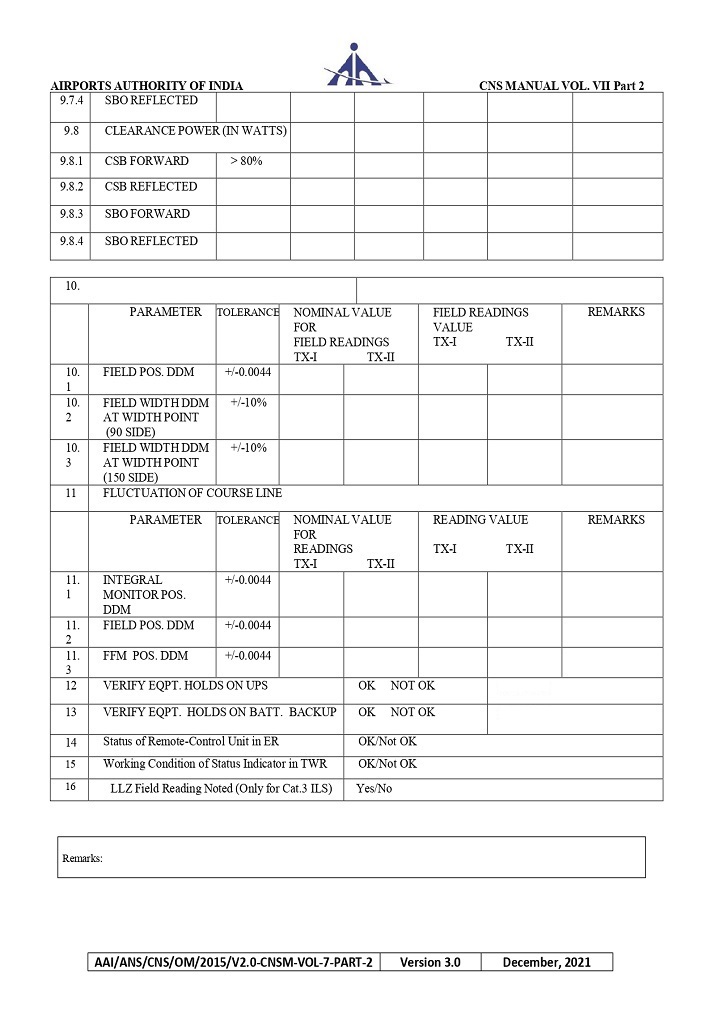 AIRPORTS AUTHORITY OF INDIA CNS MANUAL VOL. VII Part 2
9.7.4 SBO REFLECTED
9.8 CLEARANCE POWER (IN WATTS)
9.8.1 CSB FORWARD > 80%
9.8.2 CSB REFLECTED
9.8.3 SBO FORWARD
9.8.4 SBO REFLECTED
10.
PARAMETER TOLERANCE NOMINAL VALUE FIELD READINGS REMARKS
FOR VALUE
FIELD READINGS TX-I TX-II
TX-I TX-II
10. FIELD POS. DDM +/-0.0044
1
10. FIELD WIDTH DDM +/-10%
2 AT WIDTH POINT
(90 SIDE)
10. FIELD WIDTH DDM +/-10%
3 AT WIDTH POINT
(150 SIDE)
11 FLUCTUATION OF COURSE LINE
PARAMETER TOLERANCE NOMINAL VALUE READING VALUE REMARKS
FOR
READINGS TX-I TX-II
TX-I TX-II
11. INTEGRAL +/-0.0044
1 MONITOR POS.
DDM
11. FIELD POS. DDM +/-0.0044
2
11. FFM POS. DDM +/-0.0044
3
12 VERIFY EQPT. HOLDS ON UPS OK NOT OK
13 VERIFY EQPT. HOLDS ON BATT. BACKUP OK NOT OK
14 Status of Remote-Control Unit in ER OK/Not OK
15 Working Condition of Status Indicator in TWR OK/Not OK
16 LLZ Field Reading Noted (Only for Cat.3 ILS) Yes/No
Remarks:
AAI/ANS/CNS/OM/2015/V2.0-CNSM-VOL-7-PART-2 Version 3.0 December, 2021